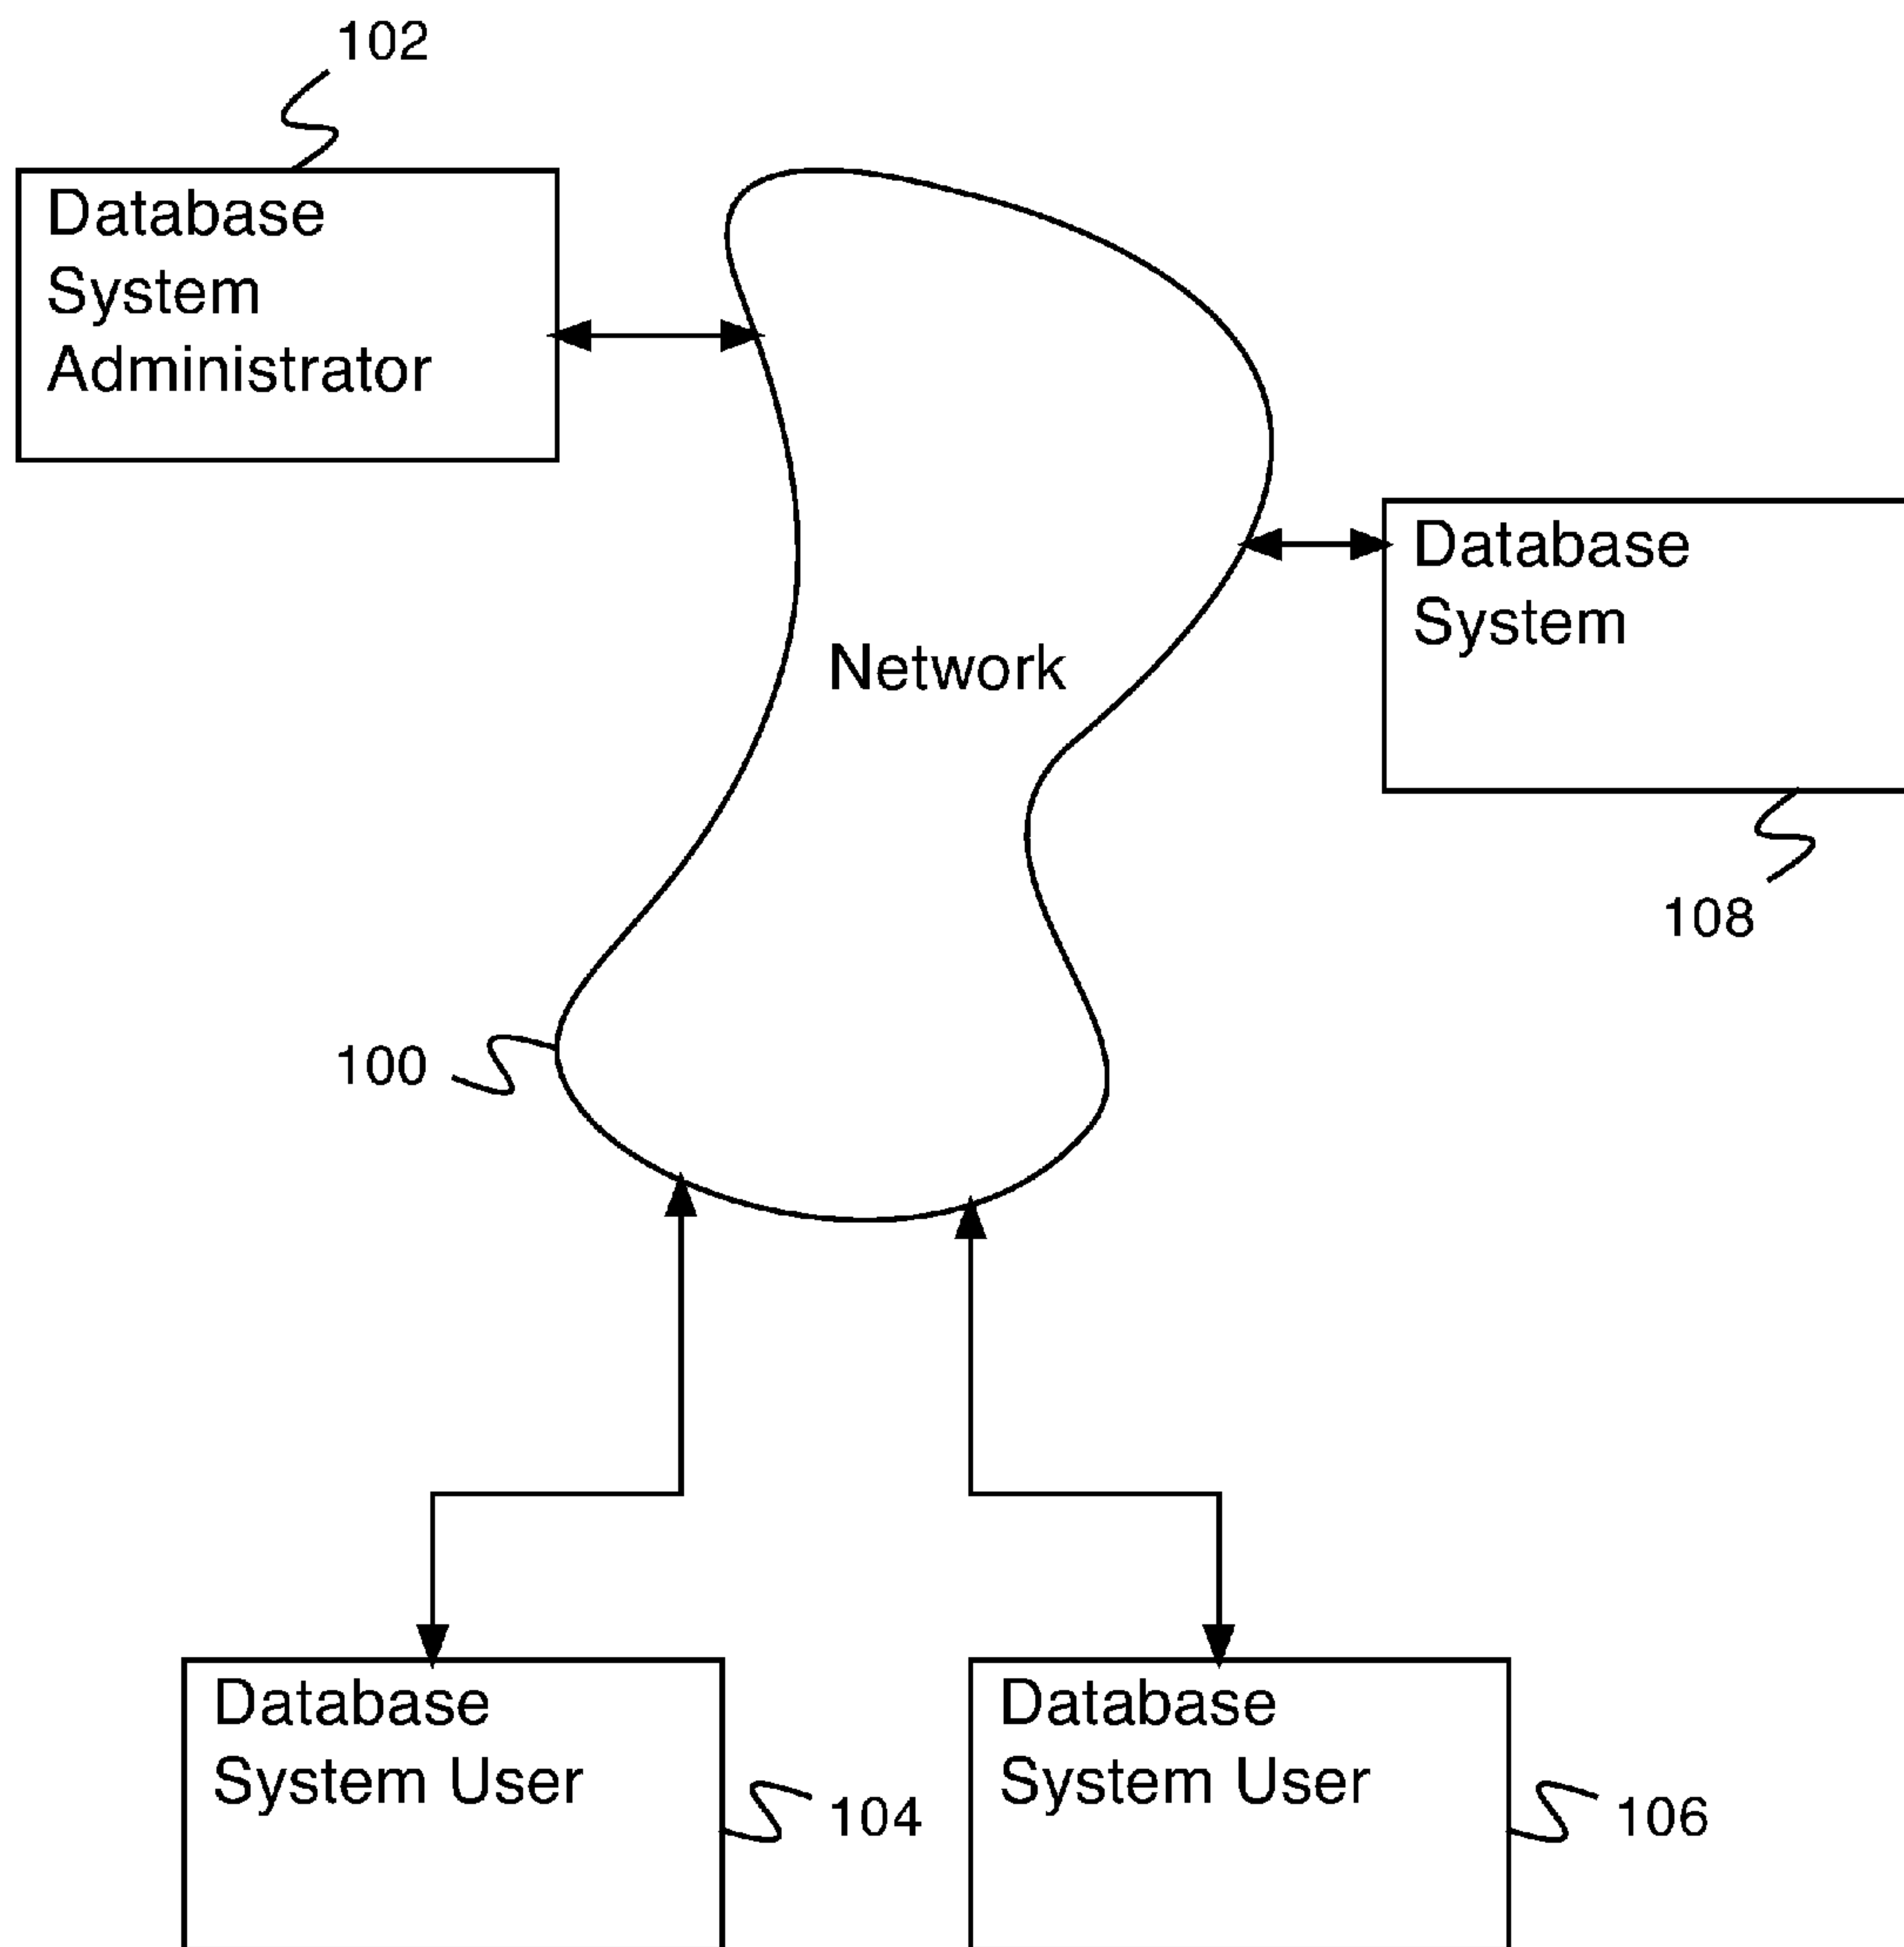 102
Database
System
Administrator
Database
System
Network
108
100
Database
System User
104
Database
System User
106